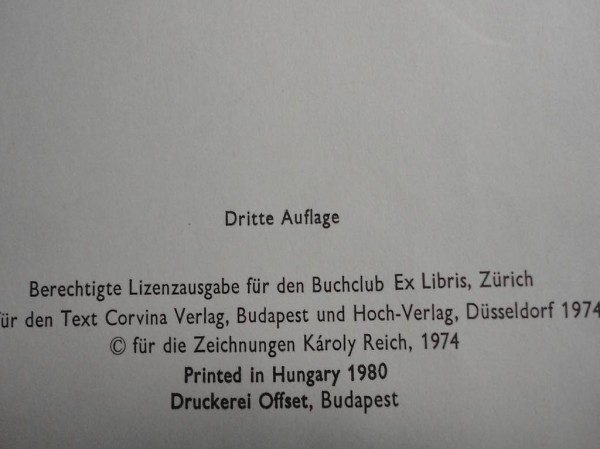 Dritte Auflage
Berechtigte Lizenzausgabe für den Buchclub Ex Libris, Zürich
für den Text Corvina Verlag, Budapest und Hoch-Verlag, Düsseldorf 1974
© für die Zeichnungen Károly Reich, 1974
Printed in Hungary 1980
Druckerei Offset, Budapest